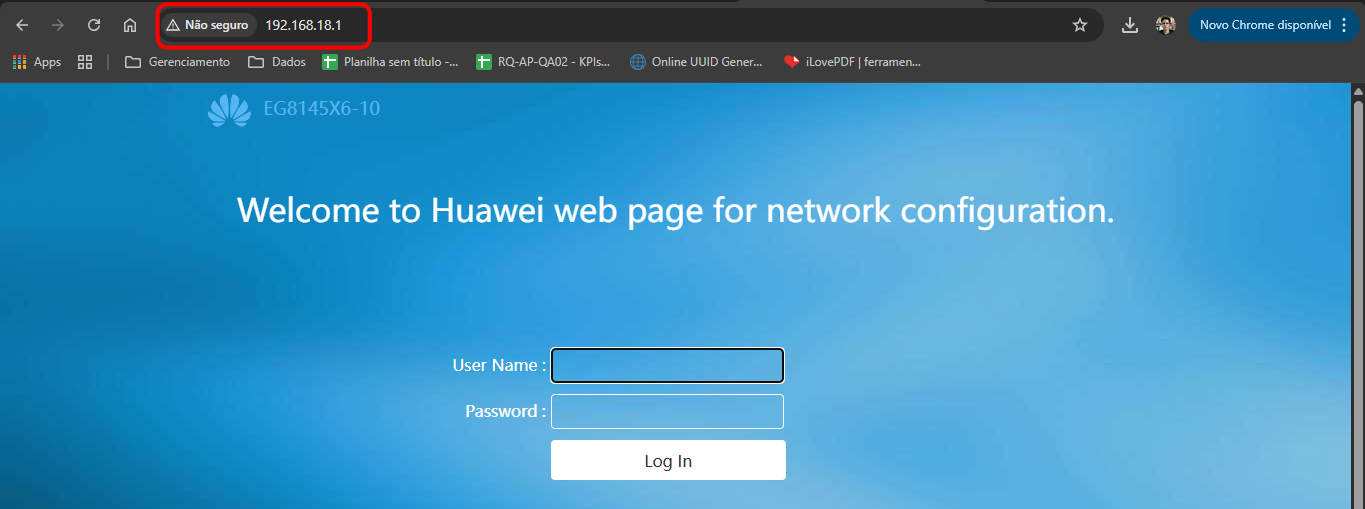 Não seguro 192.168.18.1 Novo Chrome disponível
Apps Gerenciamento Dados Planilha sem título -... RQ-AP-QA02 - KPIs... Online UUID Gener... iLovePDF | ferramen...
EG8145X6-10
Welcome to Huawei web page for network configuration.
User Name :
Password :
Log In